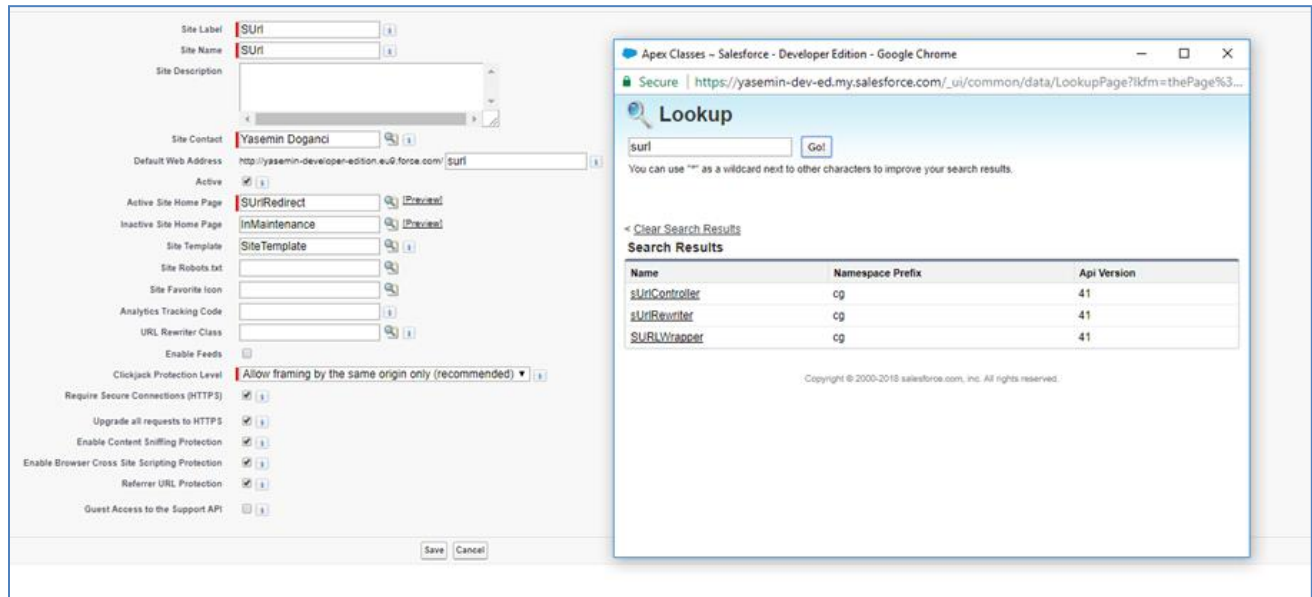 Site Label SUrl
Site Name SUrl
Site Description
Site Contact Yasemin Doganci
Default Web Address http://yasemin-developer-edition.eu9.force.com/ surl
Active
Active Site Home Page SUrlRedirect [Preview]
Inactive Site Home Page InMaintenance [Preview]
Site Template SiteTemplate
Site Robots.txt
Site Favorite Icon
Analytics Tracking Code
URL Rewriter Class
Enable Feeds
Clickjack Protection Level Allow framing by the same origin only (recommended)
Require Secure Connections (HTTPS)
Upgrade all requests to HTTPS
Enable Content Sniffing Protection
Enable Browser Cross Site Scripting Protection
Referrer URL Protection
Guest Access to the Support API
Save Cancel
Apex Classes ~ Salesforce - Developer Edition - Google Chrome
Secure | https://yasemin-dev-ed.my.salesforce.com/_ui/common/data/LookupPage?lkfm=thePage%3...
Lookup
surl Go!
You can use "*" as a wildcard next to other characters to improve your search results.
< Clear Search Results
Search Results
Name Namespace Prefix Api Version
sUrlController cg 41
sUrlRewriter cg 41
SURLWrapper cg 41
Copyright © 2000-2018 salesforce.com, inc. All rights reserved.